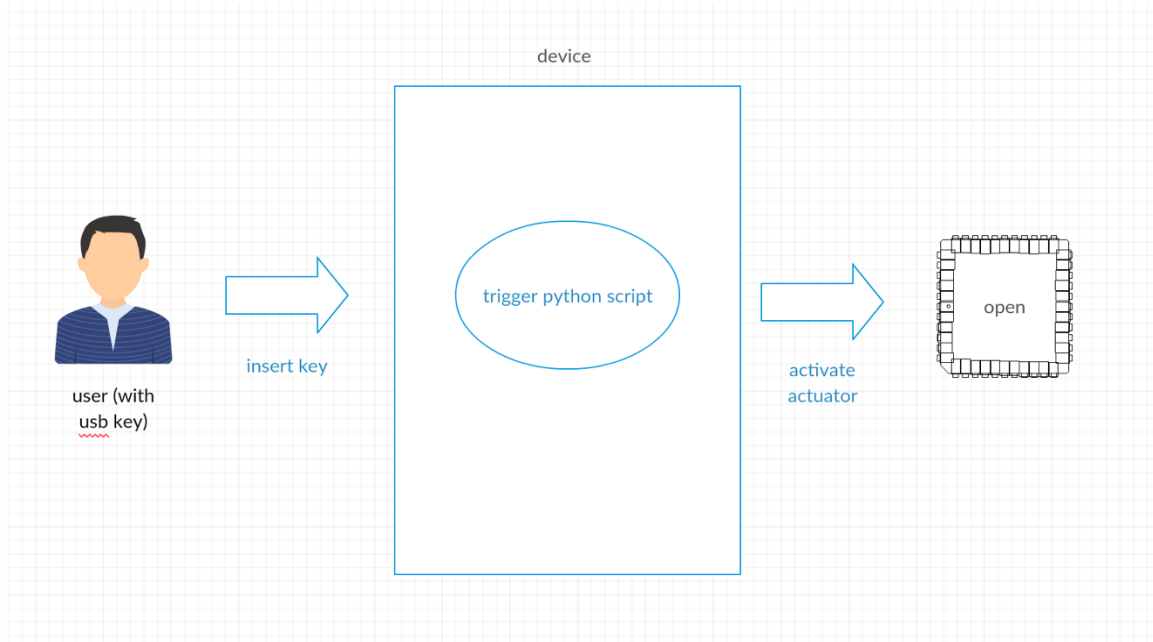 device
trigger python script
open
insert key
activate
actuator
user (with
usb key)